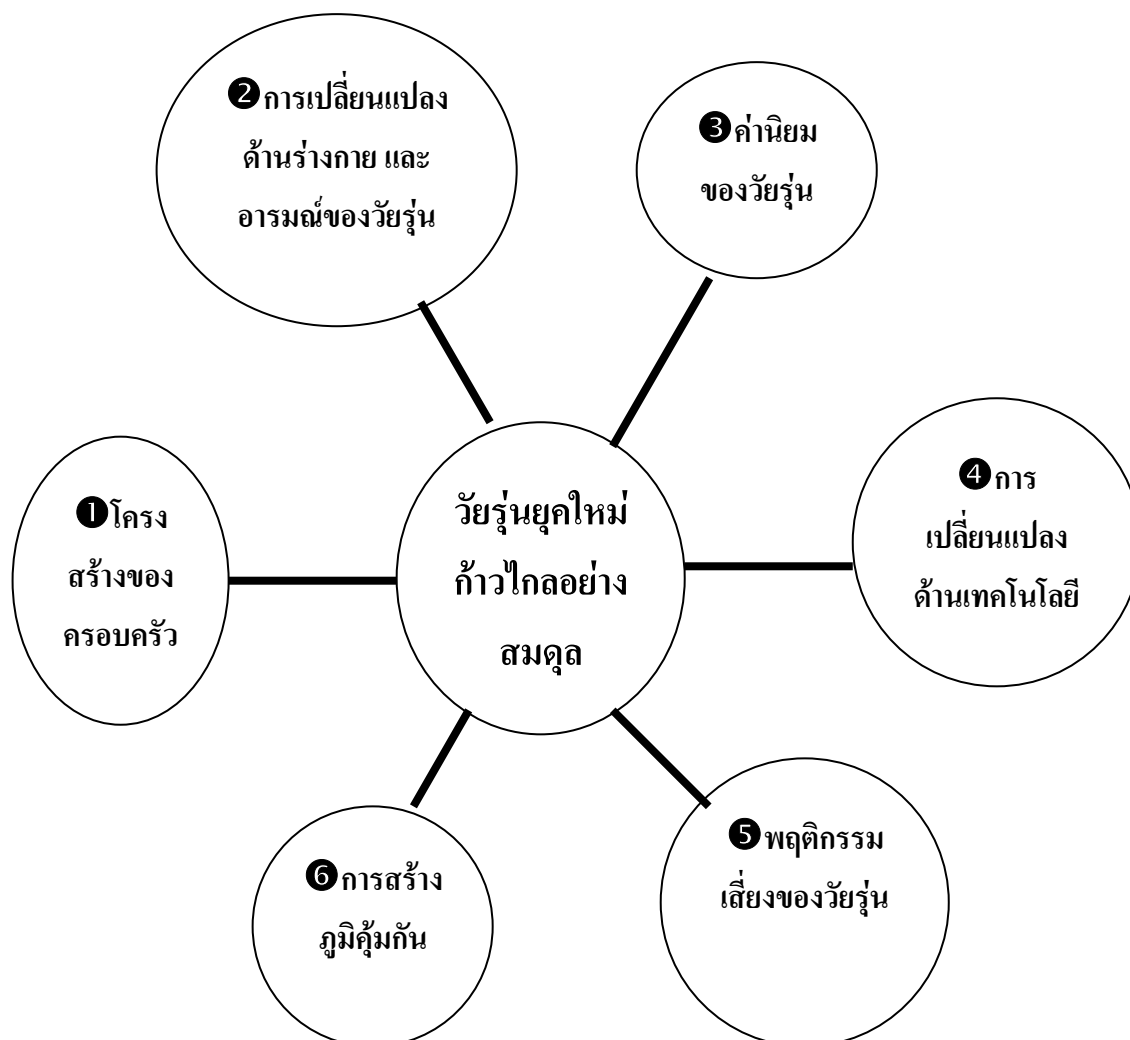 ❷การเปลี่ยนแปลง
ด้านร่างกาย และ
อารมณ์ของวัยรุ่น
❸ค่านิยม
ของวัยรุ่น
❶โครง
สร้างของ
ครอบครัว
วัยรุ่นยุคใหม่
ก้าวไกลอย่าง
สมดุล
❹การ
เปลี่ยนแปลง
ด้านเทคโนโลยี
❻การสร้าง
ภูมิคุ้มกัน
❺พฤติกรรม
เสี่ยงของวัยรุ่น